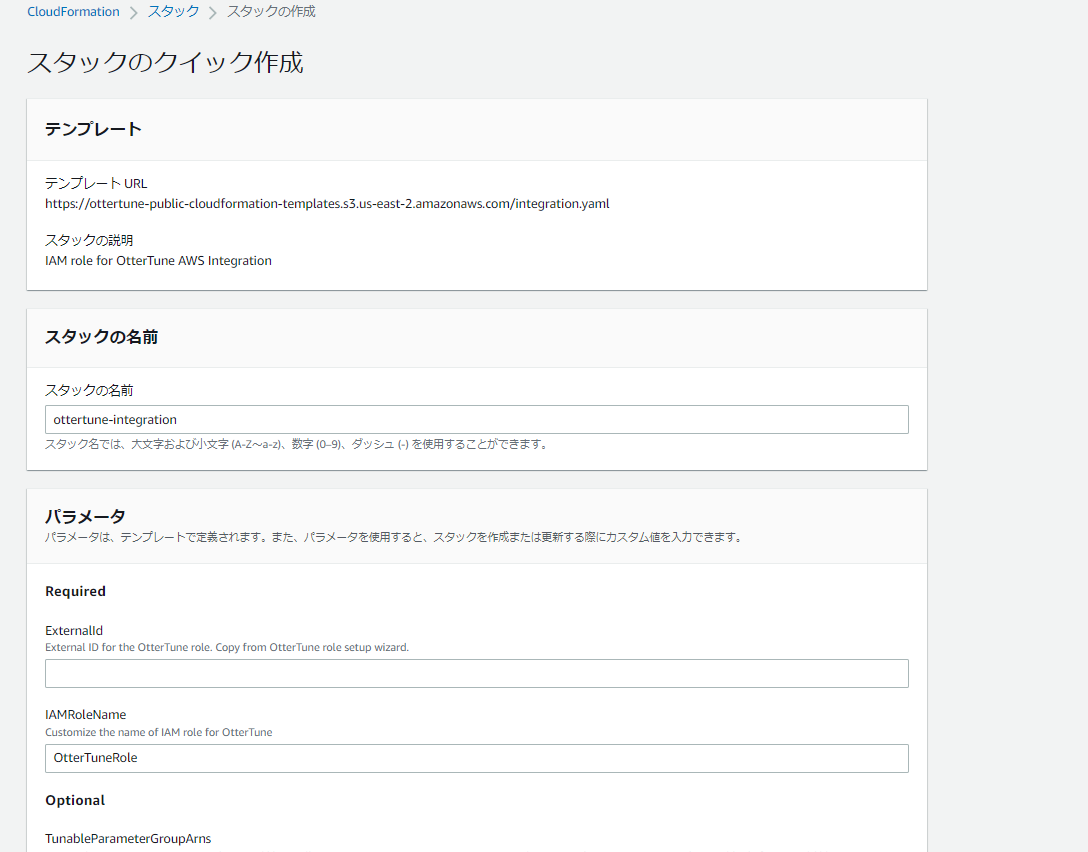 CloudFormation > スタック > スタックの作成
スタックのクイック作成
テンプレート
テンプレート URL
https://ottertune-public-cloudformation-templates.s3.us-east-2.amazonaws.com/integration.yaml
スタックの説明
IAM role for OtterTune AWS Integration
スタックの名前
スタックの名前
ottertune-integration
スタック名では、大文字および小文字 (A-Z～a-z)、数字 (0–9)、ダッシュ (-) を使用することができます。
パラメータ
パラメータは、テンプレートで定義されます。また、パラメータを使用すると、スタックを作成または更新する際にカスタム値を入力できます。
Required
ExternalId
External ID for the OtterTune role. Copy from OtterTune role setup wizard.
IAMRoleName
Customize the name of IAM role for OtterTune
OtterTuneRole
Optional
TunableParameterGroupArns